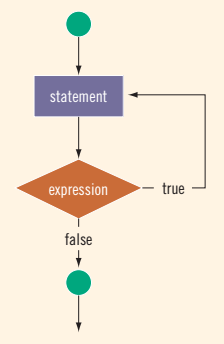 statement
expression
true
false